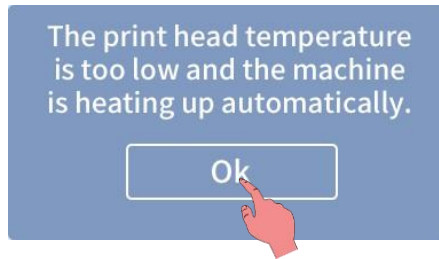 The print head temperature
is too low and the machine
is heating up automatically.
Ok